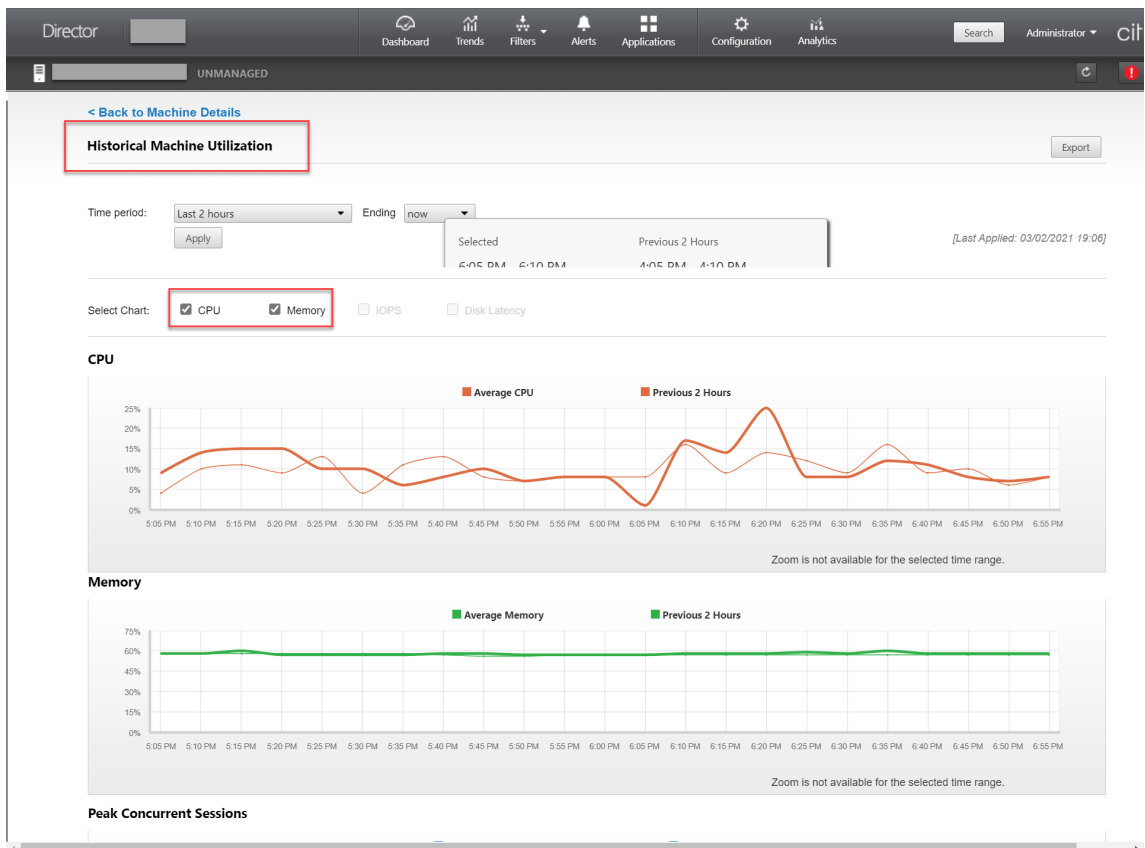 Director
Dashboard
Trends
Filters
Alerts
Applications
Configuration
Analytics
Search
Administrator
UNMANAGED
< Back to Machine Details
Historical Machine Utilization
Export
Time period:
Last 2 hours
Ending
now
Apply
Selected
Previous 2 Hours
[Last Applied: 03/02/2021 19:06]
6:05 PM 6:10 PM
4:05 PM 4:10 PM
Select Chart:
CPU
Memory
IOPS
Disk Latency
CPU
Average CPU
Previous 2 Hours
25%
20%
15%
10%
5%
0%
5:05 PM 5:10 PM 5:15 PM 5:20 PM 5:25 PM 5:30 PM 5:35 PM 5:40 PM 5:45 PM 5:50 PM 5:55 PM 6:00 PM 6:05 PM 6:10 PM 6:15 PM 6:20 PM 6:25 PM 6:30 PM 6:35 PM 6:40 PM 6:45 PM 6:50 PM 6:55 PM
Zoom is not available for the selected time range.
Memory
Average Memory
Previous 2 Hours
75%
60%
45%
30%
15%
0%
5:05 PM 5:10 PM 5:15 PM 5:20 PM 5:25 PM 5:30 PM 5:35 PM 5:40 PM 5:45 PM 5:50 PM 5:55 PM 6:00 PM 6:05 PM 6:10 PM 6:15 PM 6:20 PM 6:25 PM 6:30 PM 6:35 PM 6:40 PM 6:45 PM 6:50 PM 6:55 PM
Zoom is not available for the selected time range.
Peak Concurrent Sessions